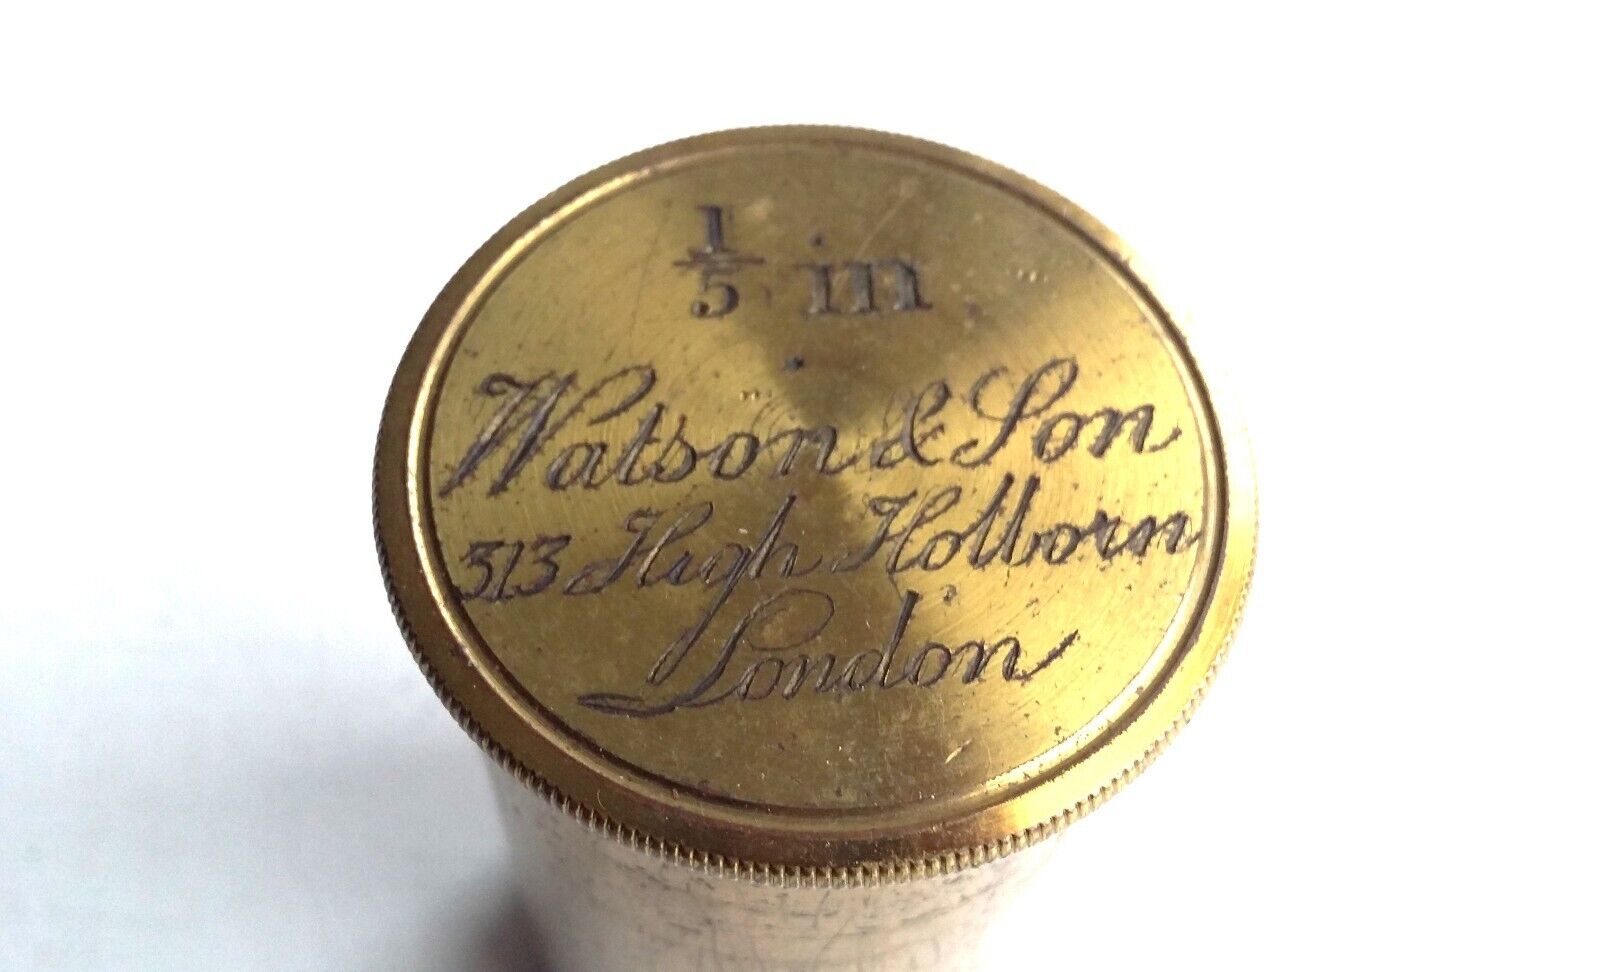 1/5 in
Watson & Son
313 High Holborn
London